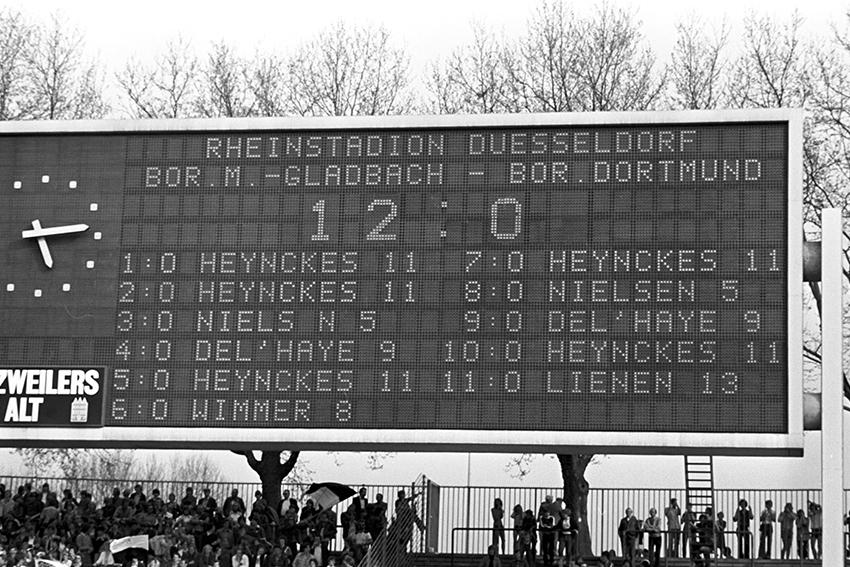 RHEINSTADION DUESSELDORF
BOR.M.-GLADBACH - BOR.DORTMUND
12:0
1:0 HEYNCKES 11 7:0 HEYNCKES 11
2:0 HEYNCKES 11 8:0 NIELSEN 5
3:0 NIELS N 5 9:0 DEL'HAYE 9
4:0 DEL'HAYE 9 10:0 HEYNCKES 11
5:0 HEYNCKES 11 11:0 LIENEN 13
6:0 WIMMER 8
ZWEILERS
ALT